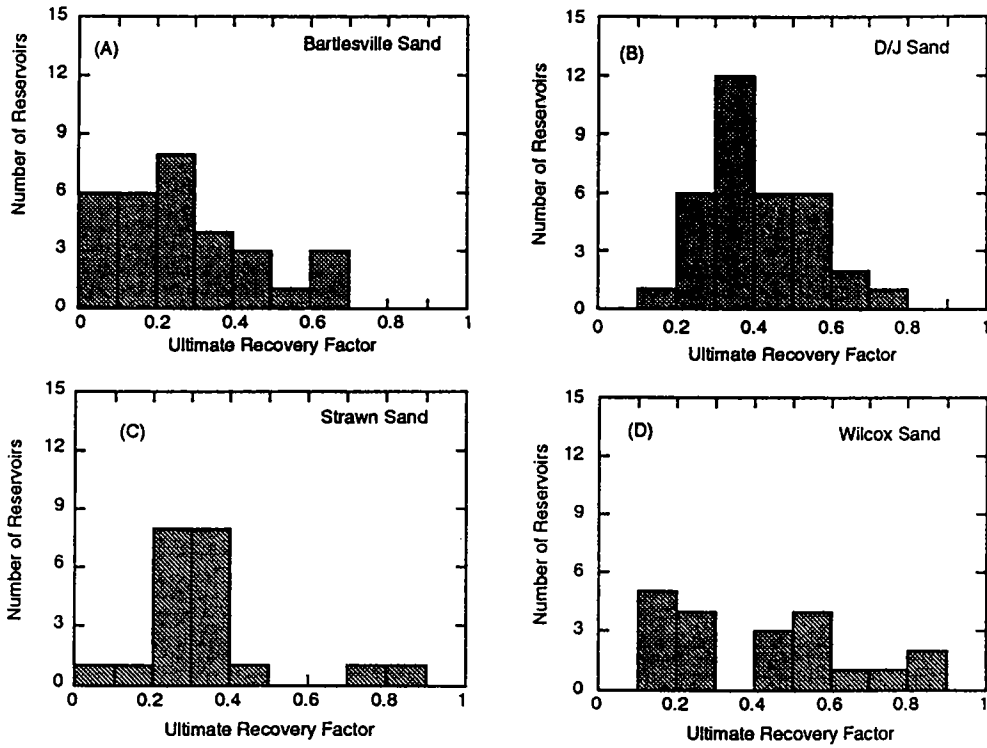 (A)
Bartlesville Sand
Number of Reservoirs
15
12
9
6
3
0
0 0.2 0.4 0.6 0.8 1
Ultimate Recovery Factor
(B)
D/J Sand
Number of Reservoirs
15
12
9
6
3
0
0 0.2 0.4 0.6 0.8 1
Ultimate Recovery Factor
(C)
Strawn Sand
Number of Reservoirs
15
12
9
6
3
0
0 0.2 0.4 0.6 0.8 1
Ultimate Recovery Factor
(D)
Wilcox Sand
Number of Reservoirs
15
12
9
6
3
0
0 0.2 0.4 0.6 0.8 1
Ultimate Recovery Factor